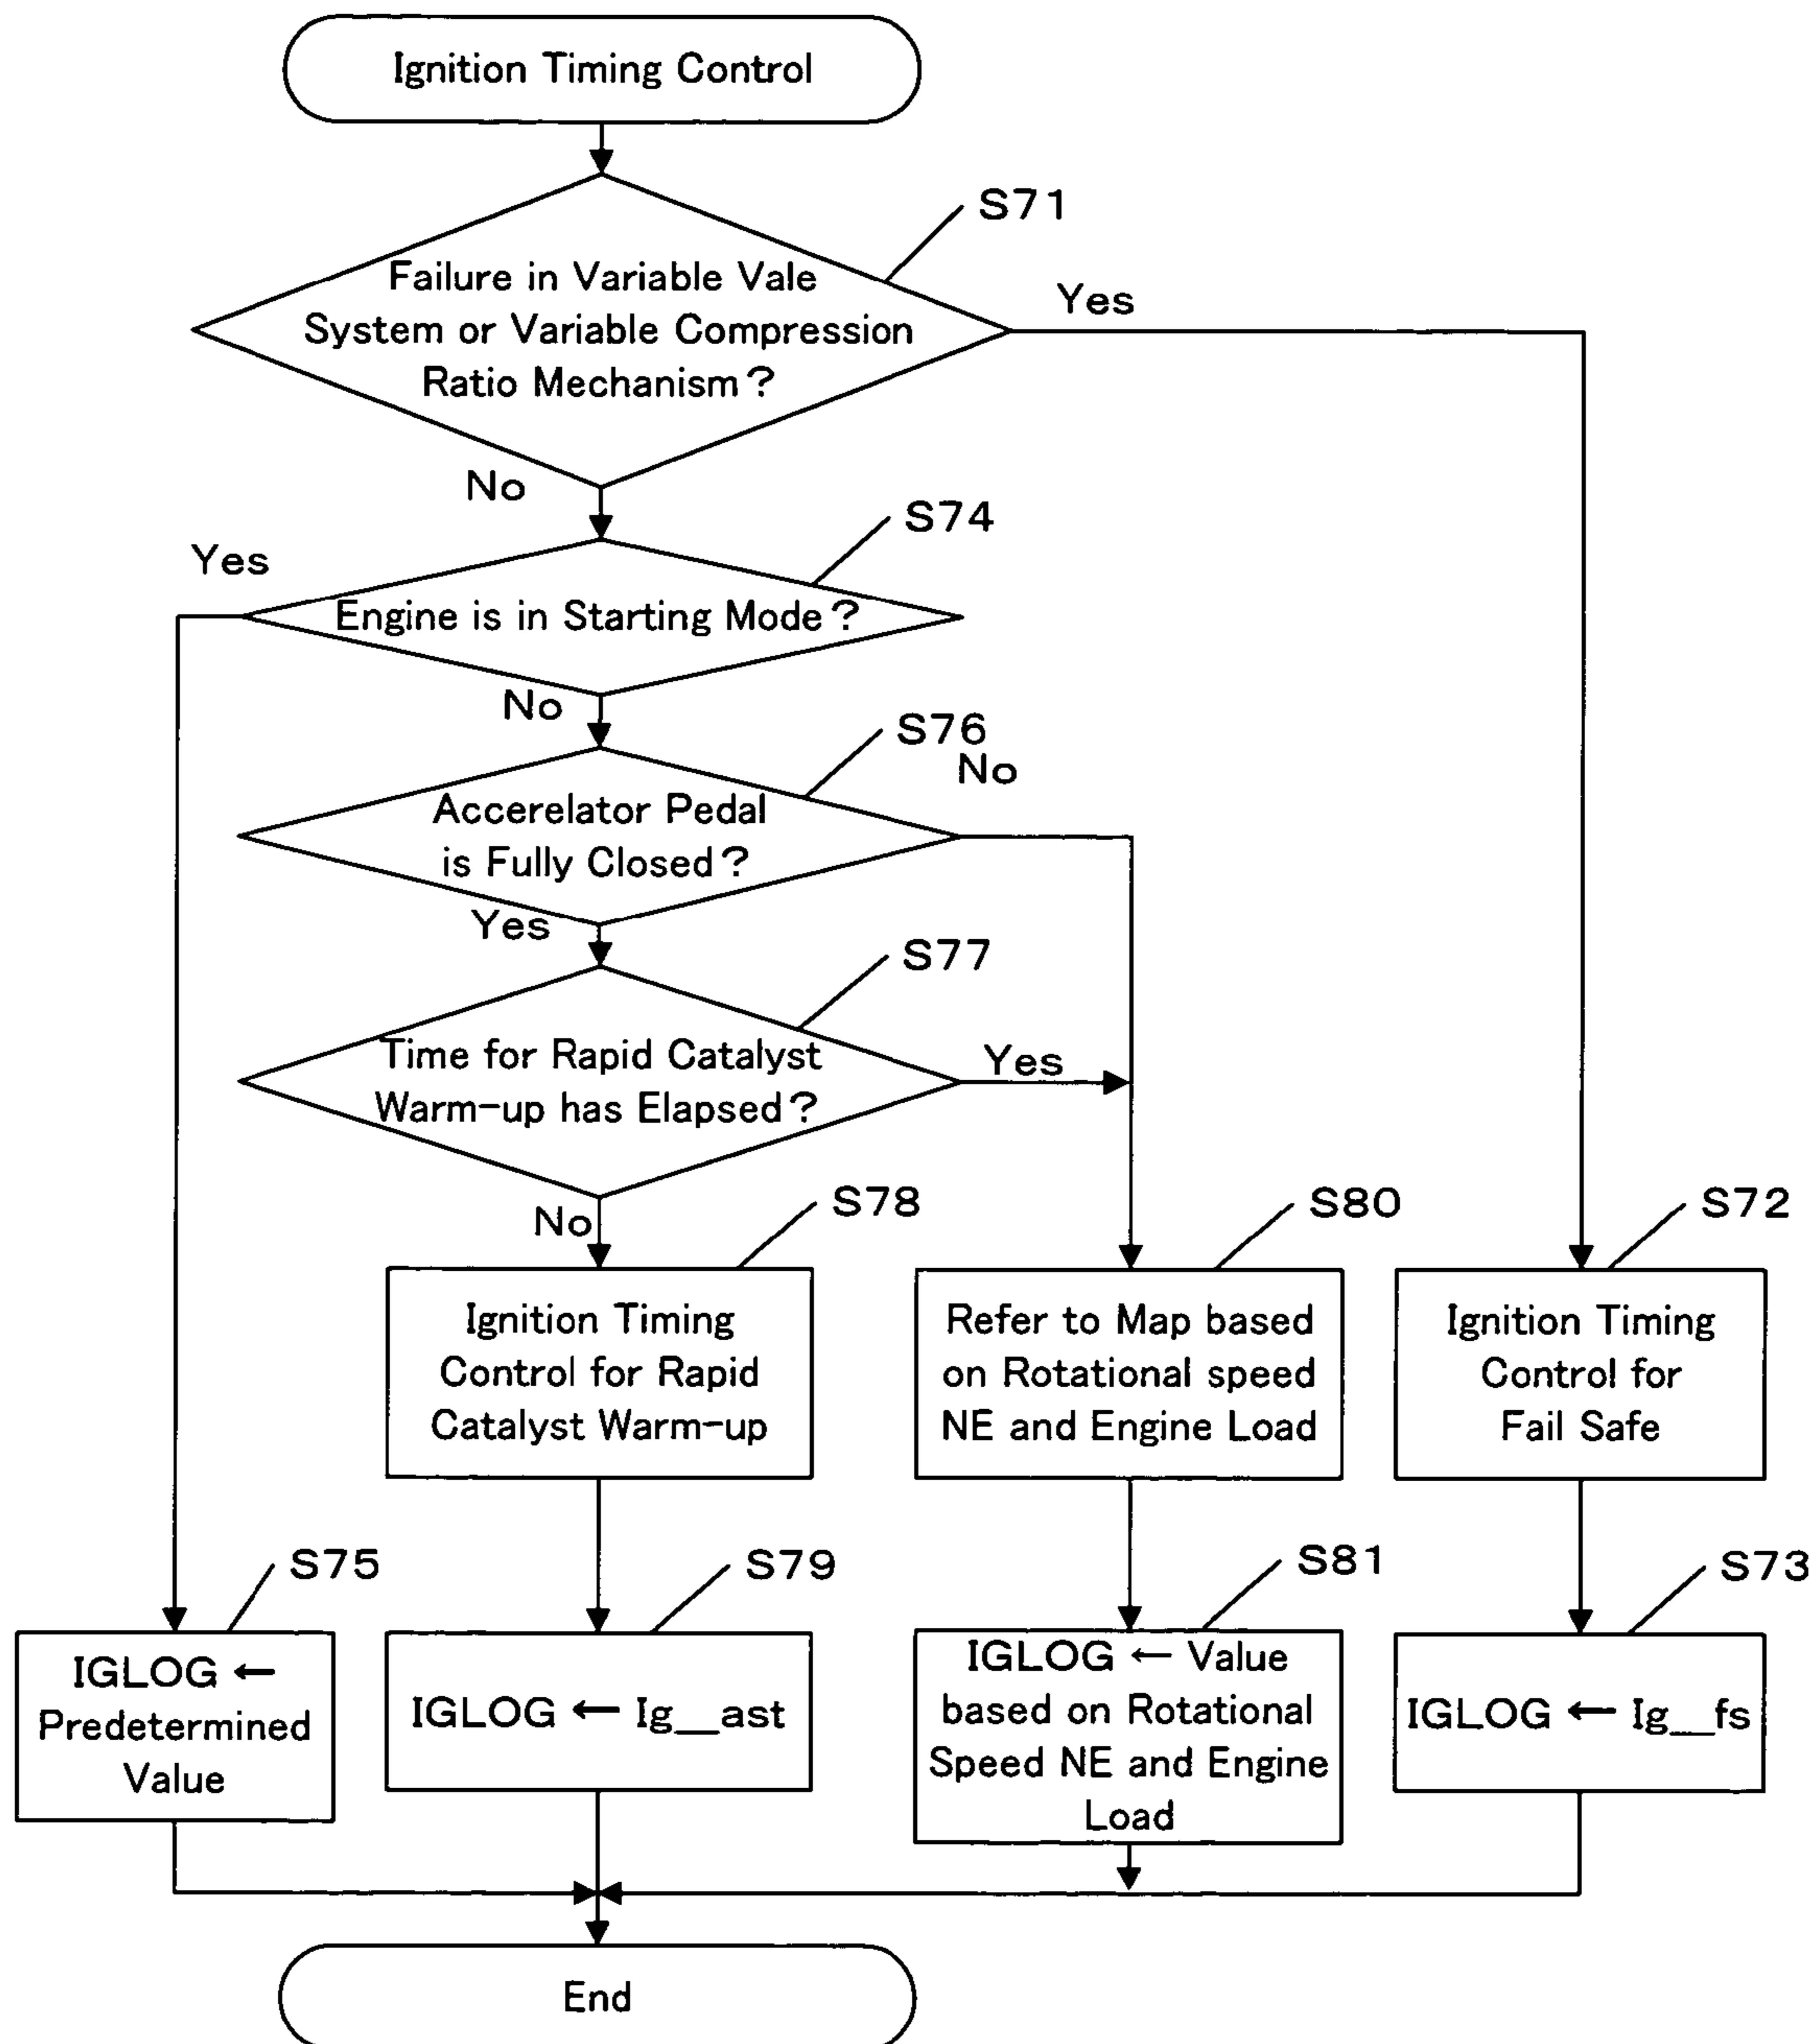 Ignition Timing Control
S71
Failure in Variable Vale
System or Variable Compression
Ratio Mechanism?
Yes
No
S74
Yes
Engine is in Starting Mode?
No
S76
No
Accerelator Pedal
is Fully Closed?
Yes
S77
Time for Rapid Catalyst
Warm-up has Elapsed?
Yes
No
S78
Ignition Timing
Control for Rapid
Catalyst Warm-up
S80
Refer to Map based
on Rotational speed
NE and Engine Load
S72
Ignition Timing
Control for
Fail Safe
S75
IGLOG ←
Predetermined
Value
S79
IGLOG ← Ig__ast
S81
IGLOG ← Value
based on Rotational
Speed NE and Engine
Load
S73
IGLOG ← Ig__fs
End